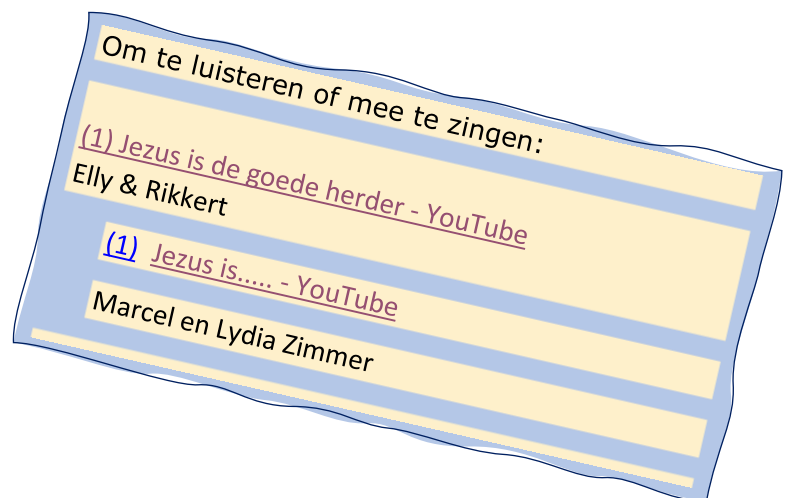 Om te luisteren of mee te zingen:
(1) Jezus is de goede herder - YouTube
Elly & Rikkert
(1) Jezus is..... - YouTube
Marcel en Lydia Zimmer